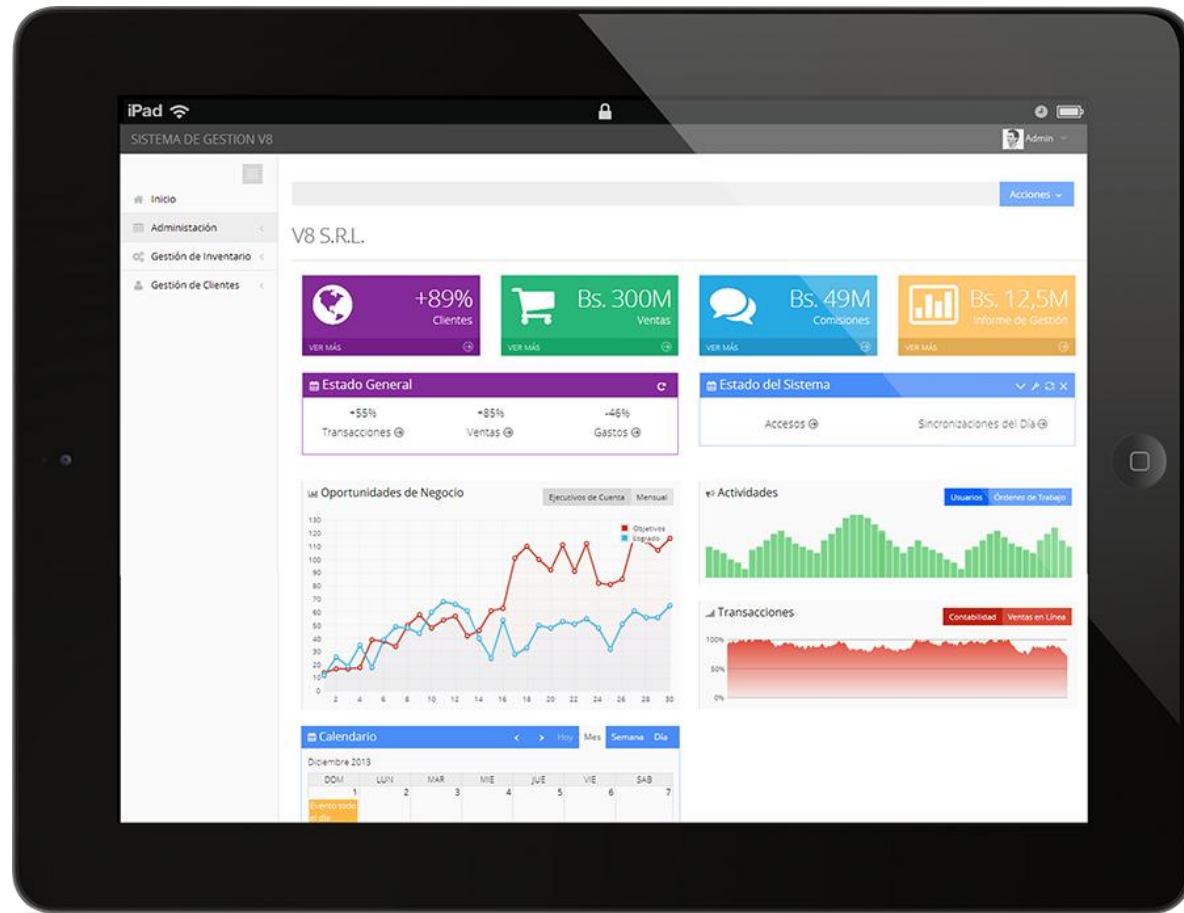 iPad
SISTEMA DE GESTION V8
Admin
Inicio
Administación
Gestión de Inventario
Gestión de Clientes
Acciones
V8 S.R.L.
+89%
Clientes
VER MÁS
Bs. 300M
Ventas
VER MÁS
Bs. 49M
Comisiones
VER MÁS
Bs. 12,5M
Informe de Gestión
VER MÁS
Estado General
+55% +85% -46%
Transacciones Ventas Gastos
Estado del Sistema
Accesos Sincronizaciones del Día
Oportunidades de Negocio
Ejecutivos de Cuenta Mensual
Objetivos
Logrado
130
120
110
100
90
80
70
60
50
40
30
20
10
0
2 4 6 8 10 12 14 16 18 20 22 24 26 28 30
Actividades
Usuarios Órdenes de Trabajo
Transacciones
Contabilidad Ventas en Línea
100%
50%
0%
Calendario
Hoy Mes Semana Día
Diciembre 2013
DOM LUN MAR MIE JUE VIE SAB
1 2 3 4 5 6 7
Evento todo
el día